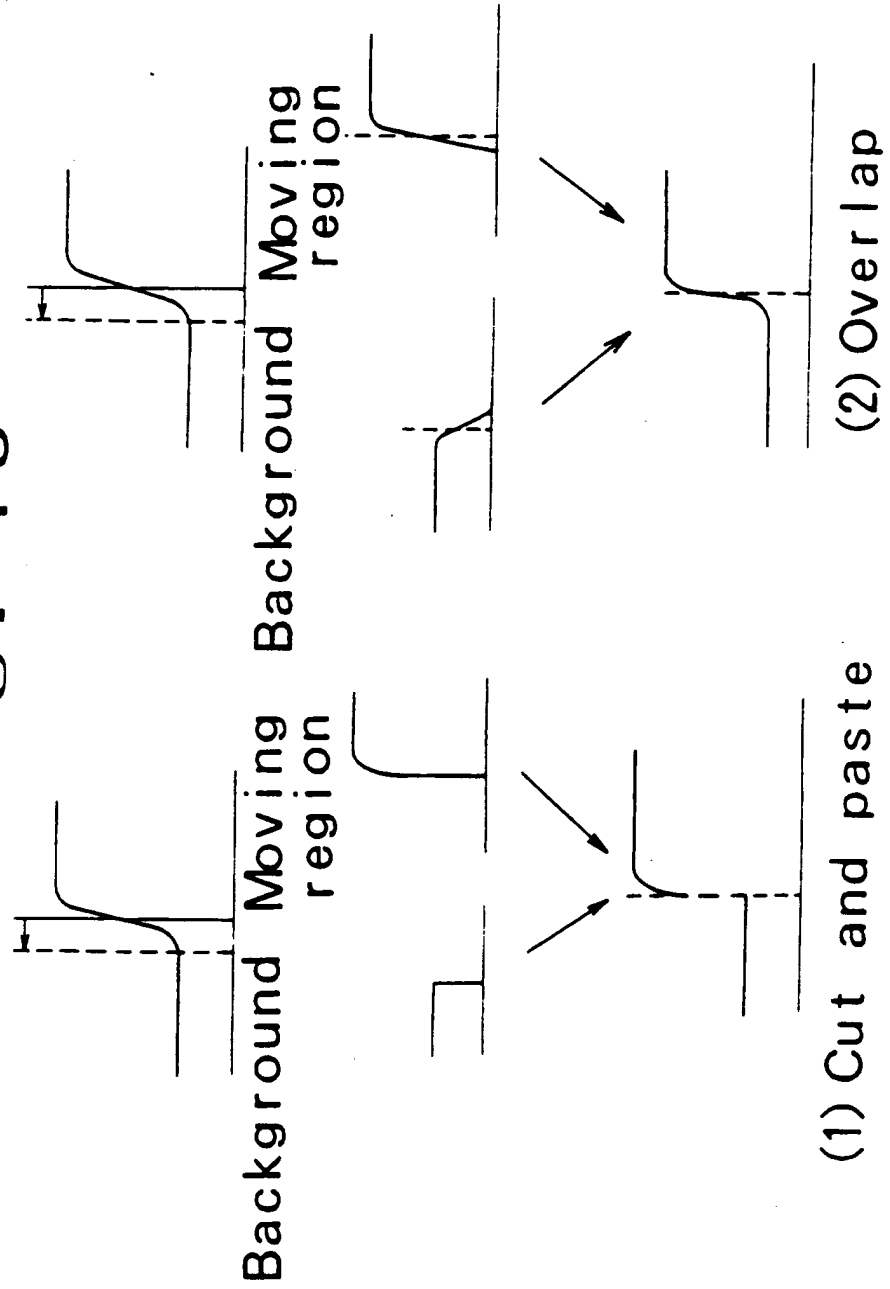 Background
Moving
region
(1) Cut and paste
Background
Moving
region
(2) Overlap